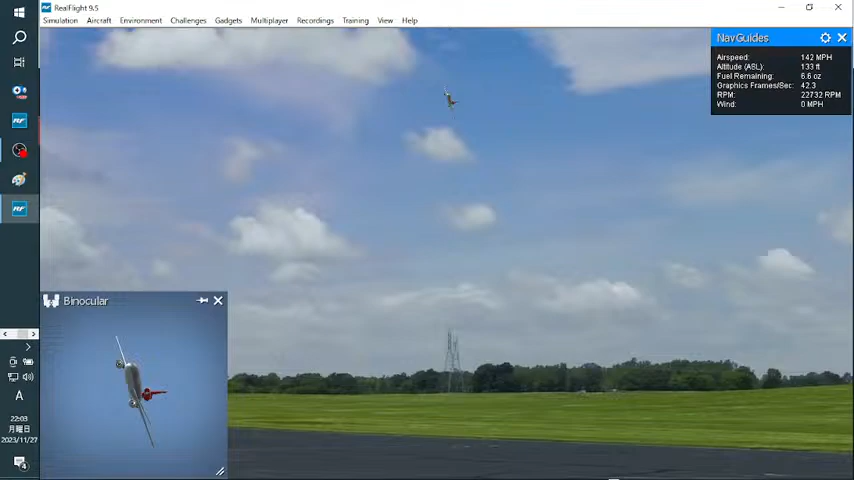 RealFlight 9.5
Simulation Aircraft Environment Challenges Gadgets Multiplayer Recordings Training View Help
NavGuides
Airspeed: 142 MPH
Altitude (ASL): 133 ft
Fuel Remaining: 6.6 oz
Graphics Frames/Sec: 42.3
RPM: 22732 RPM
Wind: 0 MPH
Binocular
A
22:03
月曜日
2023/11/27
4